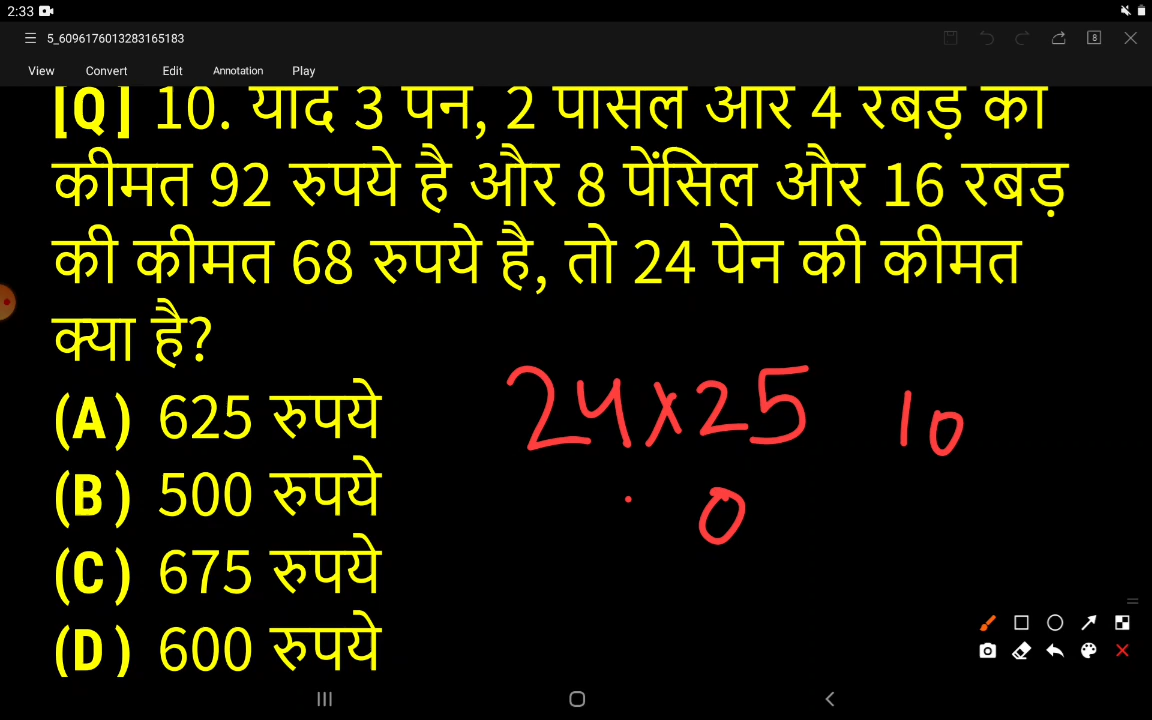 2:33
5_6096176013283165183
8
View Convert Edit Annotation Play
[Q] 10. यदि 3 पेन, 2 पेंसिल और 4 रबड़ की
कीमत 92 रुपये है और 8 पेंसिल और 16 रबड़
की कीमत 68 रुपये है, तो 24 पेन की कीमत
क्या है?
(A) 625 रुपये
24x25 10
(B) 500 रुपये
0
(C) 675 रुपये
(D) 600 रुपये